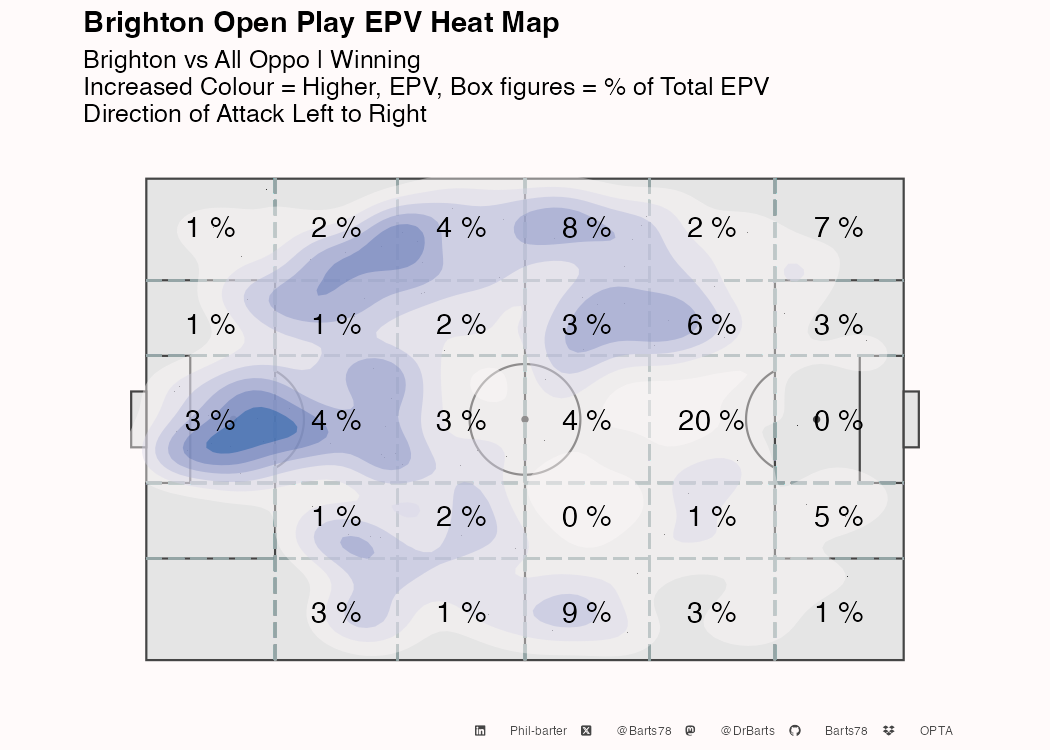 Brighton Open Play EPV Heat Map
Brighton vs All Oppo | Winning
Increased Colour = Higher, EPV, Box figures = % of Total EPV
Direction of Attack Left to Right
1 % 2 % 4 % 8 % 2 % 7 %
1 % 1 % 2 % 3 % 6 % 3 %
3 % 4 % 3 % 4 % 20 % 0 %
1 % 2 % 0 % 1 % 5 %
3 % 1 % 9 % 3 % 1 %
Phil-barter @Barts78 @DrBarts Barts78 OPTA